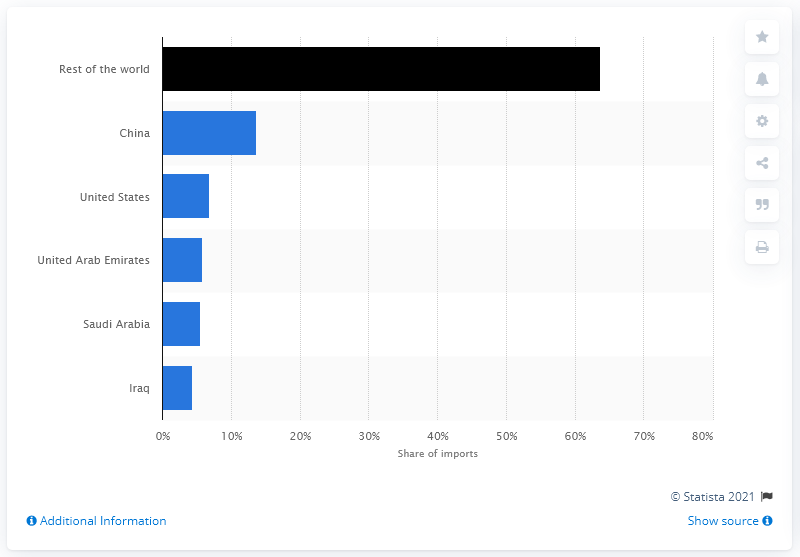 Rest of the world
China
United States
United Arab Emirates
Saudi Arabia
Iraq
0% 10% 20% 30% 40% 50% 60% 70% 80%
Share of imports
© Statista 2021
Additional Information
Show source